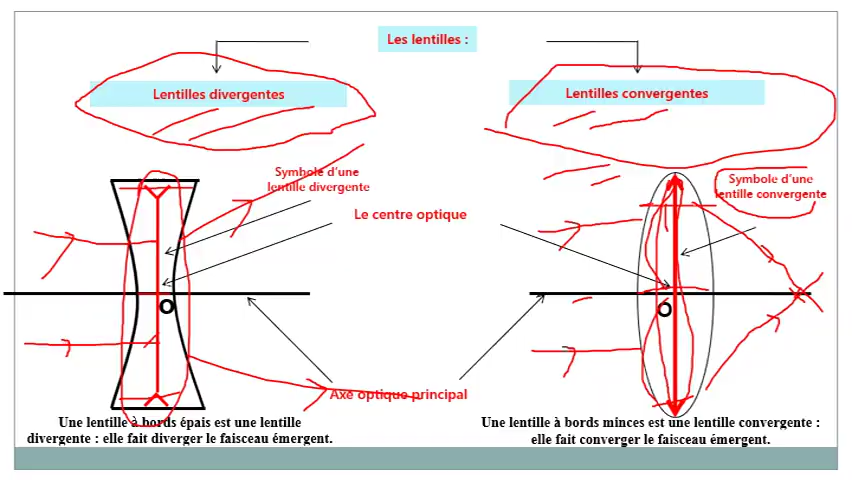 Les lentilles :
Lentilles divergentes
Lentilles convergentes
Symbole d'une
lentille divergente
Symbole d'une
lentille convergente
Le centre optique
O
O
Axe optique principal
Une lentille à bords épais est une lentille
divergente : elle fait diverger le faisceau émergent.
Une lentille à bords minces est une lentille convergente :
elle fait converger le faisceau émergent.